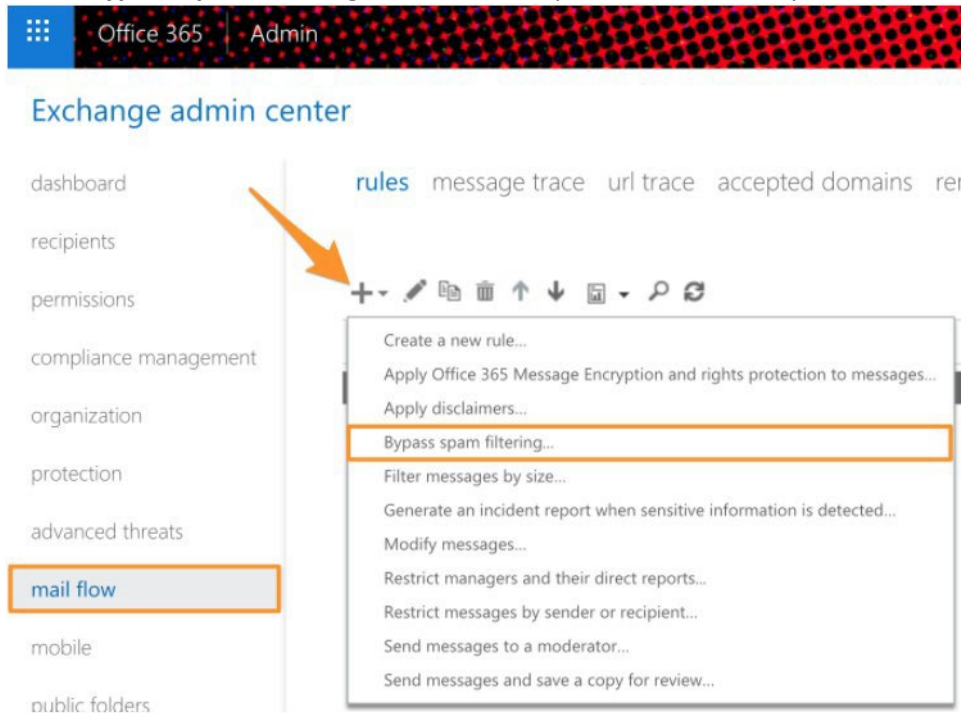 Office 365 Admin
Exchange admin center
dashboard
recipients
permissions
compliance management
organization
protection
advanced threats
mail flow
mobile
public folders
rules message trace url trace accepted domains
Create a new rule...
Apply Office 365 Message Encryption and rights protection to messages...
Apply disclaimers...
Bypass spam filtering...
Filter messages by size...
Generate an incident report when sensitive information is detected...
Modify messages...
Restrict managers and their direct reports...
Restrict messages by sender or recipient...
Send messages to a moderator...
Send messages and save a copy for review...